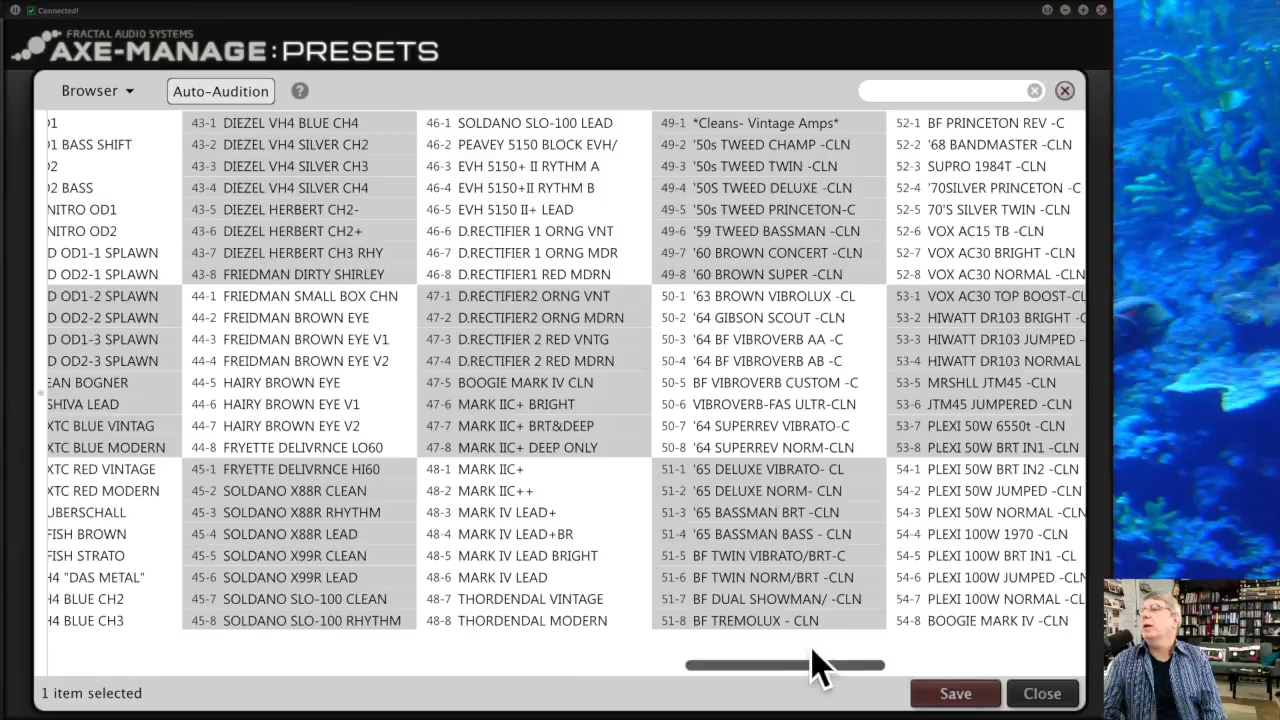 Connected!
FRACTAL AUDIO SYSTEMS
AXE-MANAGE:PRESETS
Browser
Auto-Audition
?
01
01 BASS SHIFT
02
02 BASS
NITRO OD1
NITRO OD2
D OD1-1 SPLAWN
D OD2-1 SPLAWN
D OD1-2 SPLAWN
D OD2-2 SPLAWN
D OD1-3 SPLAWN
D OD2-3 SPLAWN
EAN BOGNER
SHIVA LEAD
XTC BLUE VINTAG
XTC BLUE MODERN
XTC RED VINTAGE
XTC RED MODERN
UBERSCHALL
FISH BROWN
FISH STRATO
H4 "DAS METAL"
H4 BLUE CH2
H4 BLUE CH3
43-1 DIEZEL VH4 BLUE CH4
43-2 DIEZEL VH4 SILVER CH2
43-3 DIEZEL VH4 SILVER CH3
43-4 DIEZEL VH4 SILVER CH4
43-5 DIEZEL HERBERT CH2-
43-6 DIEZEL HERBERT CH2+
43-7 DIEZEL HERBERT CH3 RHY
43-8 FRIEDMAN DIRTY SHIRLEY
44-1 FRIEDMAN SMALL BOX CHN
44-2 FREIDMAN BROWN EYE
44-3 FREIDMAN BROWN EYE V1
44-4 FREIDMAN BROWN EYE V2
44-5 HAIRY BROWN EYE
44-6 HAIRY BROWN EYE V1
44-7 HAIRY BROWN EYE V2
44-8 FRYETTE DELIVRNCE LO60
45-1 FRYETTE DELIVRNCE HI60
45-2 SOLDANO X88R CLEAN
45-3 SOLDANO X88R RHYTHM
45-4 SOLDANO X88R LEAD
45-5 SOLDANO X99R CLEAN
45-6 SOLDANO X99R LEAD
45-7 SOLDANO SLO-100 CLEAN
45-8 SOLDANO SLO-100 RHYTHM
46-1 SOLDANO SLO-100 LEAD
46-2 PEAVEY 5150 BLOCK EVH/
46-3 EVH 5150+ II RYTHM A
46-4 EVH 5150+II RYTHM B
46-5 EVH 5150 II+ LEAD
46-6 D.RECTIFIER 1 ORNG VNT
46-7 D.RECTIFIER 1 ORNG MDR
46-8 D.RECTIFIER1 RED MDRN
47-1 D.RECTIFIER2 ORNG VNT
47-2 D.RECTIFIER2 ORNG MDRN
47-3 D.RECTIFIER 2 RED VNTG
47-4 D.RECTIFIER 2 RED MDRN
47-5 BOOGIE MARK IV CLN
47-6 MARK IIC+ BRIGHT
47-7 MARK IIC+ BRT&DEEP
47-8 MARK IIC+ DEEP ONLY
48-1 MARK IIC+
48-2 MARK IIC++
48-3 MARK IV LEAD+
48-4 MARK IV LEAD+BR
48-5 MARK IV LEAD BRIGHT
48-6 MARK IV LEAD
48-7 THORDENDAL VINTAGE
48-8 THORDENDAL MODERN
49-1 *Cleans- Vintage Amps*
49-2 '50s TWEED CHAMP -CLN
49-3 '50s TWEED TWIN -CLN
49-4 '50S TWEED DELUXE -CLN
49-5 '50s TWEED PRINCETON-C
49-6 '59 TWEED BASSMAN -CLN
49-7 '60 BROWN CONCERT -CLN
49-8 '60 BROWN SUPER -CLN
50-1 '63 BROWN VIBROLUX -CL
50-2 '64 GIBSON SCOUT -CLN
50-3 '64 BF VIBROVERB AA -C
50-4 '64 BF VIBROVERB AB -C
50-5 BF VIBROVERB CUSTOM -C
50-6 VIBROVERB-FAS ULTR-CLN
50-7 '64 SUPERREV VIBRATO-C
50-8 '64 SUPERREV NORM-CLN
51-1 '65 DELUXE VIBRATO- CL
51-2 '65 DELUXE NORM- CLN
51-3 '65 BASSMAN BRT -CLN
51-4 '65 BASSMAN BASS - CLN
51-5 BF TWIN VIBRATO/BRT-C
51-6 BF TWIN NORM/BRT -CLN
51-7 BF DUAL SHOWMAN/ -CLN
51-8 BF TREMOLUX - CLN
52-1 BF PRINCETON REV -C
52-2 '68 BANDMASTER -CLN
52-3 SUPRO 1984T -CLN
52-4 '70SILVER PRINCETON -C
52-5 70'S SILVER TWIN -CLN
52-6 VOX AC15 TB -CLN
52-7 VOX AC30 BRIGHT -CLN
52-8 VOX AC30 NORMAL -CLN
53-1 VOX AC30 TOP BOOST-CL
53-2 HIWATT DR103 BRIGHT -C
53-3 HIWATT DR103 JUMPED -
53-4 HIWATT DR103 NORMAL
53-5 MRSHLL JTM45 -CLN
53-6 JTM45 JUMPERED -CLN
53-7 PLEXI 50W 6550t -CLN
53-8 PLEXI 50W BRT IN1 -CLN
54-1 PLEXI 50W BRT IN2 -CLN
54-2 PLEXI 50W JUMPED -CLN
54-3 PLEXI 50W NORMAL -CLN
54-4 PLEXI 100W 1970 -CLN
54-5 PLEXI 100W BRT IN1 -CL
54-6 PLEXI 100W JUMPED -CLN
54-7 PLEXI 100W NORMAL -CL
54-8 BOOGIE MARK IV -CLN
1 item selected
Save
Close